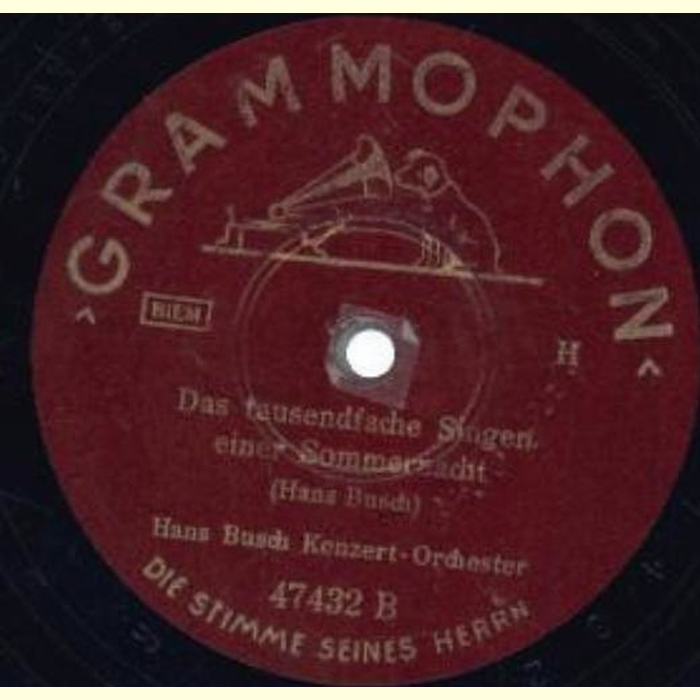 GRAMMOPHON
BIEM
H
Das tausendfache Singen
einer Sommernacht
(Hans Busch)
Hans Busch Konzert-Orchester
47432 B
DIE STIMME SEINES HERRN